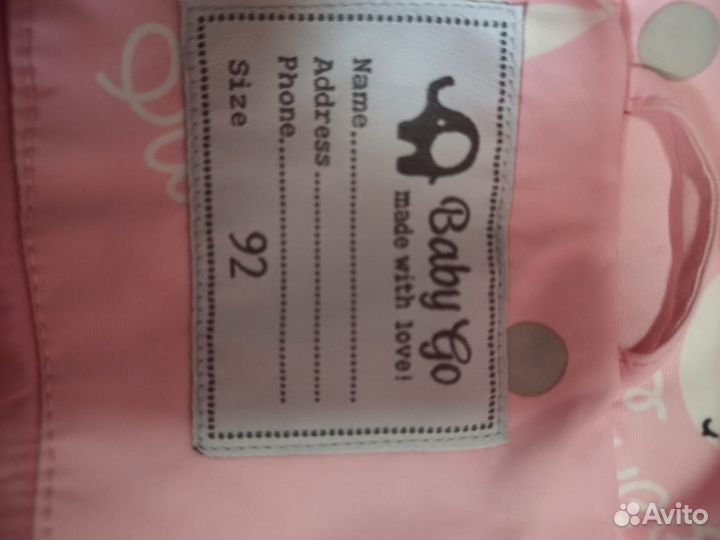 Baby Go
made with love!
Name
Address
Phone
Size 92
Avito